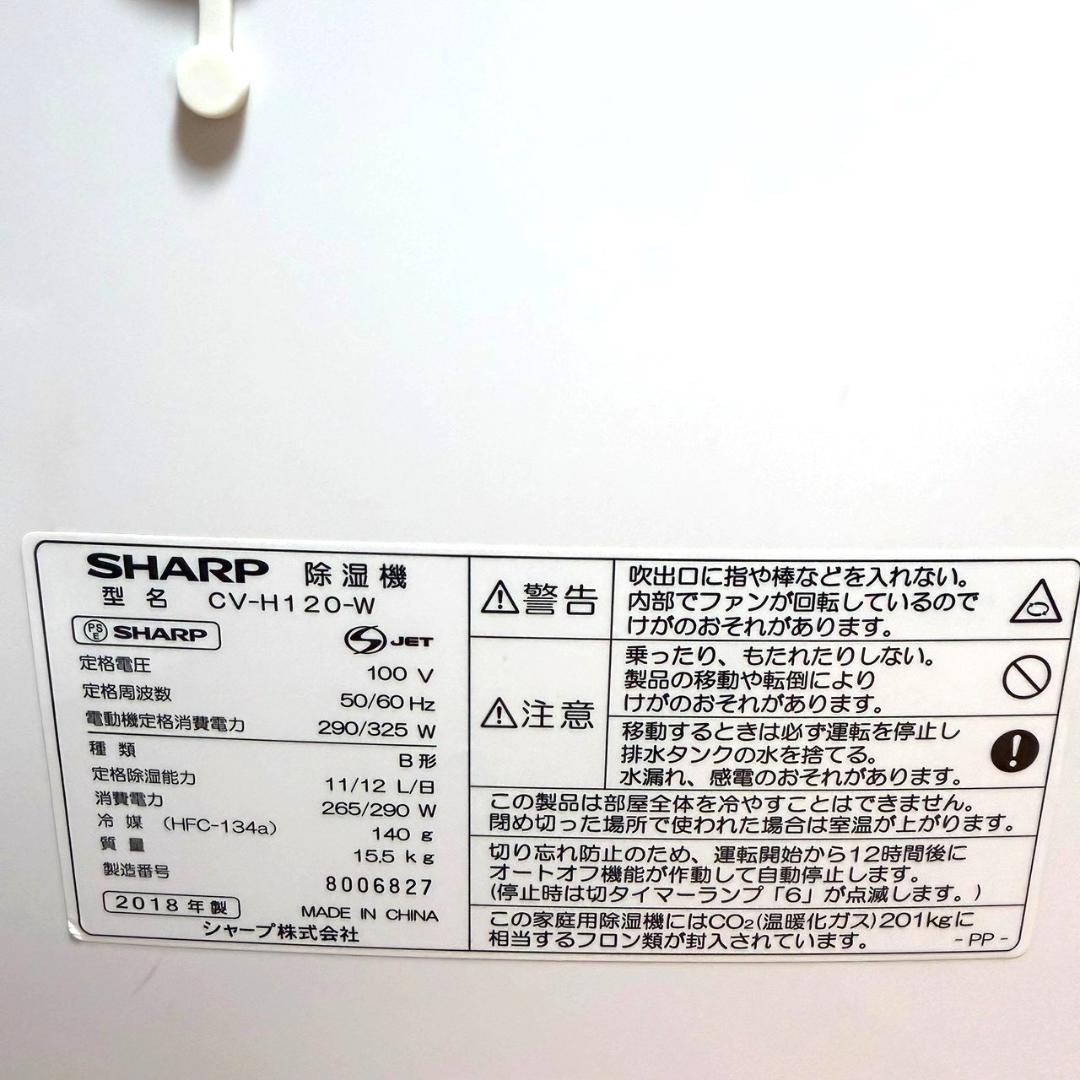 SHARP 除湿機
型名 CV-H120-W
PSE SHARP S JET
定格電圧 100 V
定格周波数 50/60 Hz
電動機定格消費電力 290/325 W
種類 B形
定格除湿能力 11/12 L/日
消費電力 265/290 W
冷媒 (HFC-134a) 140 g
質量 15.5 kg
製造番号 8006827
2018年製 MADE IN CHINA
シャープ株式会社
警告
吹出口に指や棒などを入れない。
内部でファンが回転しているので
けがのおそれがあります。
注意
乗ったり、もたれたりしない。
製品の移動や転倒により
けがのおそれがあります。
移動するときは必ず運転を停止し
排水タンクの水を捨てる。
水漏れ、感電のおそれがあります。
この製品は部屋全体を冷やすことはできません。
閉め切った場所で使われた場合は室温が上がります。
切り忘れ防止のため、運転開始から12時間後に
オートオフ機能が作動して自動停止します。
(停止時は切タイマーランプ「6」が点滅します。)
この家庭用除湿機にはCO₂(温暖化ガス)201kgに
相当するフロン類が封入されています。 -PP-